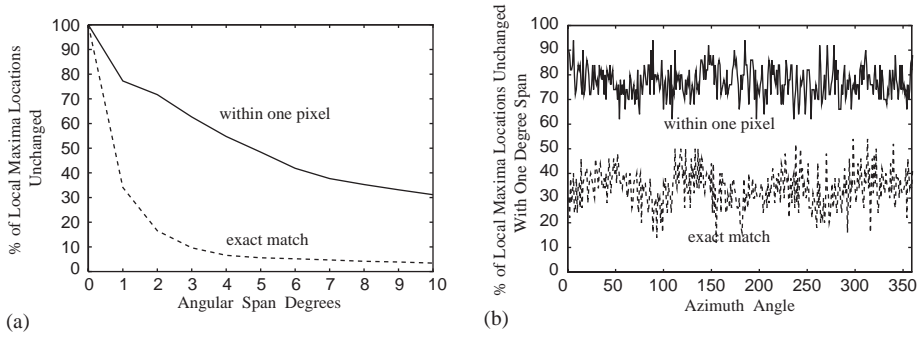 % of Local Maxima Locations
Unchanged
100
90
80
70
60
50
40
30
20
10
0
within one pixel
exact match
0 1 2 3 4 5 6 7 8 9 10
Angular Span Degrees
(a)
% of Local Maxima Locations Unchanged
With One Degree Span
100
90
80
70
60
50
40
30
20
10
0
within one pixel
exact match
0 50 100 150 200 250 300 350
Azimuth Angle
(b)